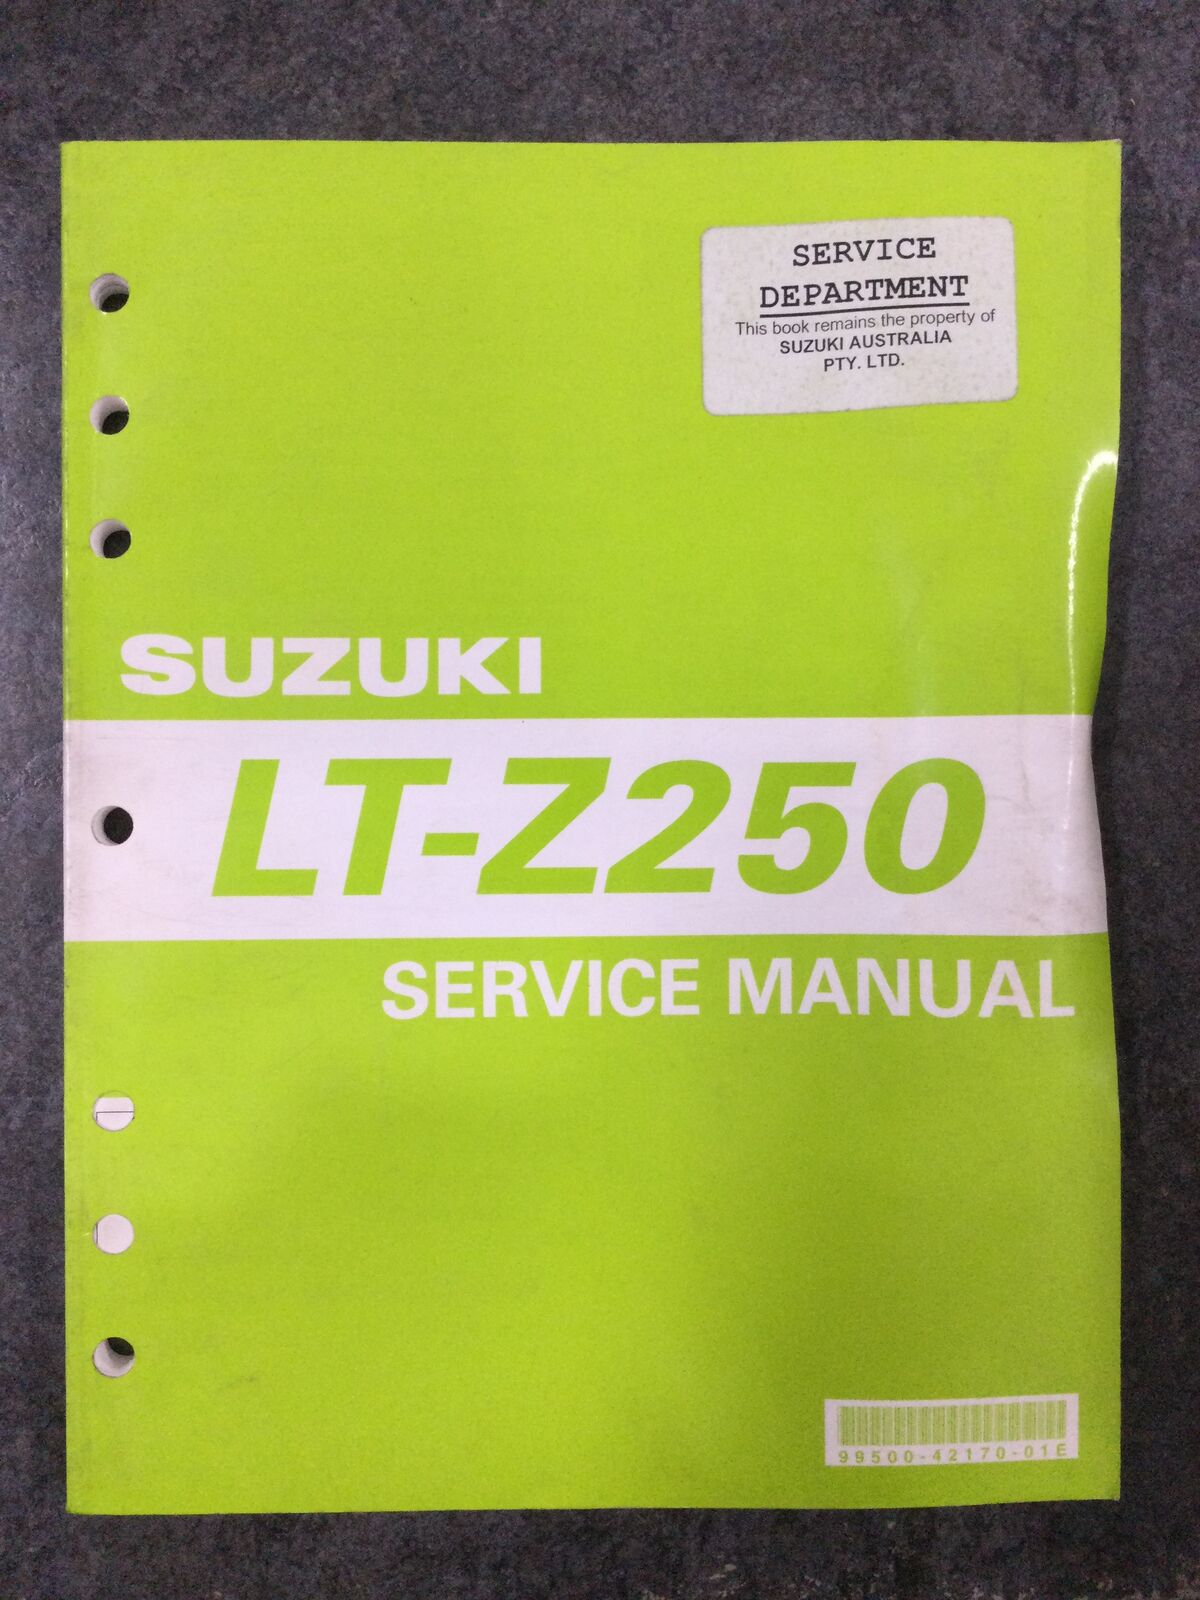 SERVICE
DEPARTMENT
This book remains the property of
SUZUKI AUSTRALIA
PTY. LTD.
SUZUKI
LT-Z250
SERVICE MANUAL
99500-42170-01E